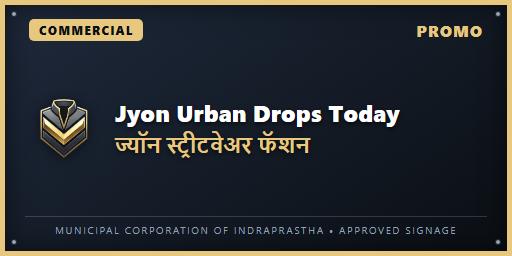 COMMERCIAL
PROMO
Jyon Urban Drops Today
ज्यॉन स्ट्रीटवेअर फॅशन
MUNICIPAL CORPORATION OF INDRAPRASTHA • APPROVED SIGNAGE